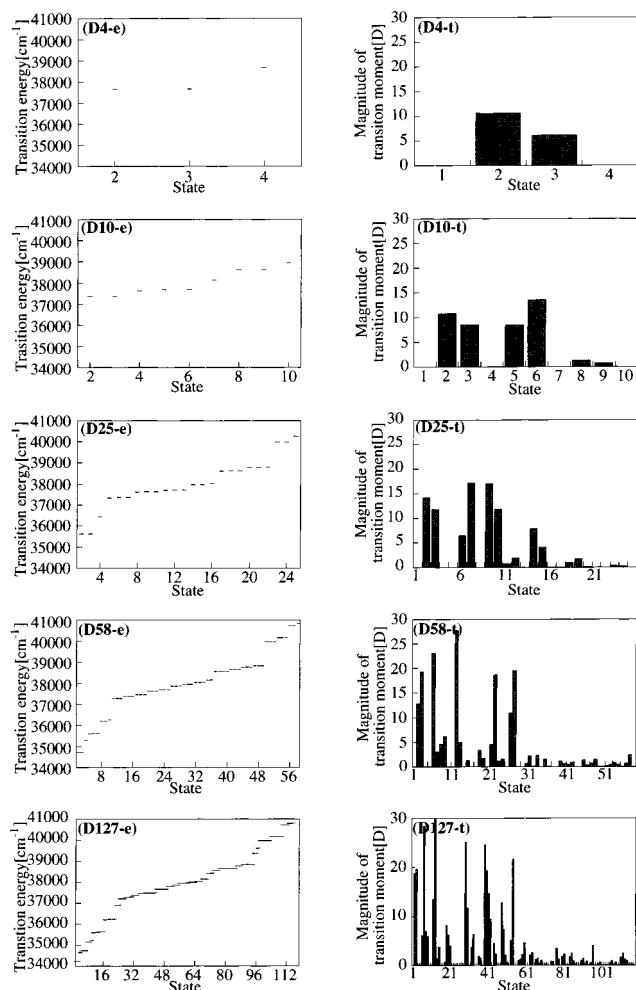 (D4-e)
Transition energy[cm-1]
41000
40000
39000
38000
37000
36000
35000
34000
2 3 4
State
(D4-t)
Magnitude of
transiton moment[D]
30
25
20
15
10
5
0
1 2 3 4
State
(D10-e)
Trasition energy[cm-1]
41000
40000
39000
38000
37000
36000
35000
34000
2 4 6 8 10
State
(D10-t)
Magnitude of
transition moment[D]
30
25
20
15
10
5
0
1 2 3 4 5 6 7 8 9 10
State
(D25-e)
Transition energy[cm-1]
41000
40000
39000
38000
37000
36000
35000
34000
4 8 12 16 20 24
State
(D25-t)
Magnitude of
transition moment[D]
30
25
20
15
10
5
0
1 6 11 16 21
State
(D58-e)
Transtion energy[cm-1]
41000
40000
39000
38000
37000
36000
35000
34000
8 16 24 32 40 48 56
State
(D58-t)
Magnitude of
transition moment[D]
30
25
20
15
10
5
0
1 11 21 31 41 51
State
(D127-e)
Transition energy[cm-1]
41000
40000
39000
38000
37000
36000
35000
34000
16 32 48 64 80 96 112
State
(D127-t)
Magnitude of
transition moment[D]
30
20
10
0
1 21 41 61 81 101
State